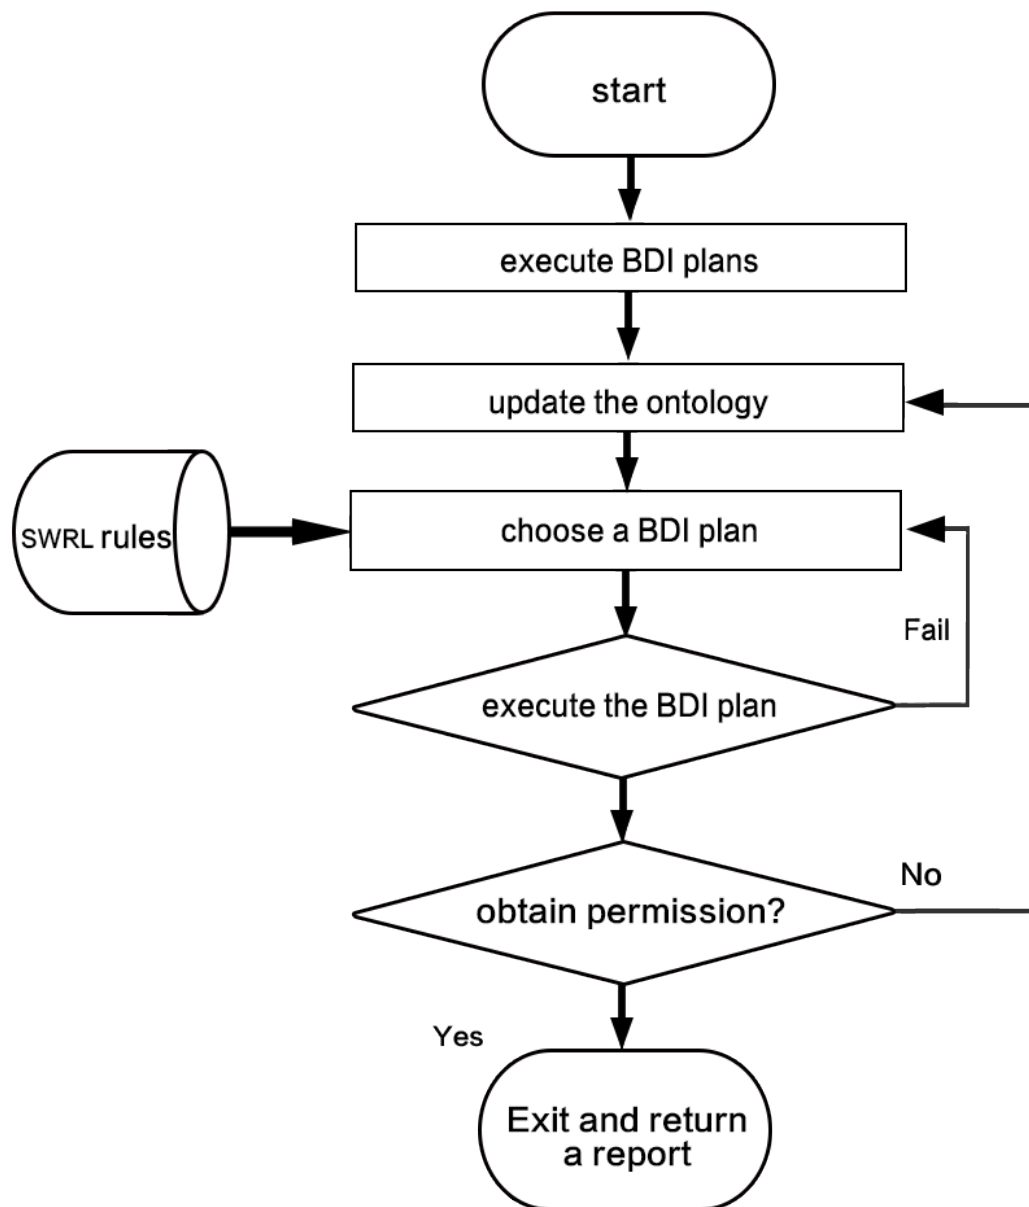 start
execute BDI plans
update the ontology
SWRL rules
choose a BDI plan
Fail
execute the BDI plan
No
obtain permission?
Yes
Exit and return
a report